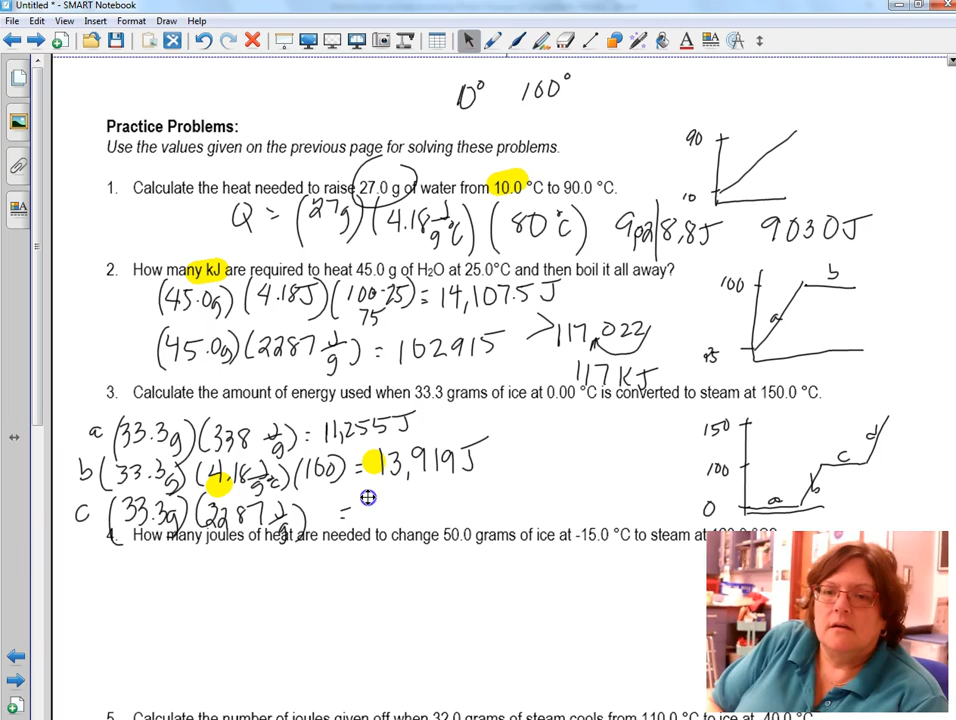 Untitled * - SMART Notebook
File Edit View Insert Format Draw Help
0° 100°
Practice Problems:
Use the values given on the previous page for solving these problems.
1. Calculate the heat needed to raise 27.0 g of water from 10.0 °C to 90.0 °C.
90
10
Q = (27g)(4.18 J/g°C)(80°C) 9,028.8J 9030J
2. How many kJ are required to heat 45.0 g of H₂O at 25.0°C and then boil it all away?
(45.0g)(4.18J)(100-25) = 14,107.5 J
75
100
a
b
25
(45.0g)(2287 J/g) = 102915 > 117,022
117 KJ
3. Calculate the amount of energy used when 33.3 grams of ice at 0.00 °C is converted to steam at 150.0 °C.
a (33.3g)(338 J/g) = 11,255J
b (33.3g)(4.18 J/g°C)(100) = 13,919J
c (33.3g)(2287 J/g) =
150
100
0
a
b
c
d
4. How many joules of heat are needed to change 50.0 grams of ice at -15.0 °C to steam at
5. Calculate the number of joules given off when 32.0 grams of steam cools from 110.0 °C to ice at -40.0 °C.